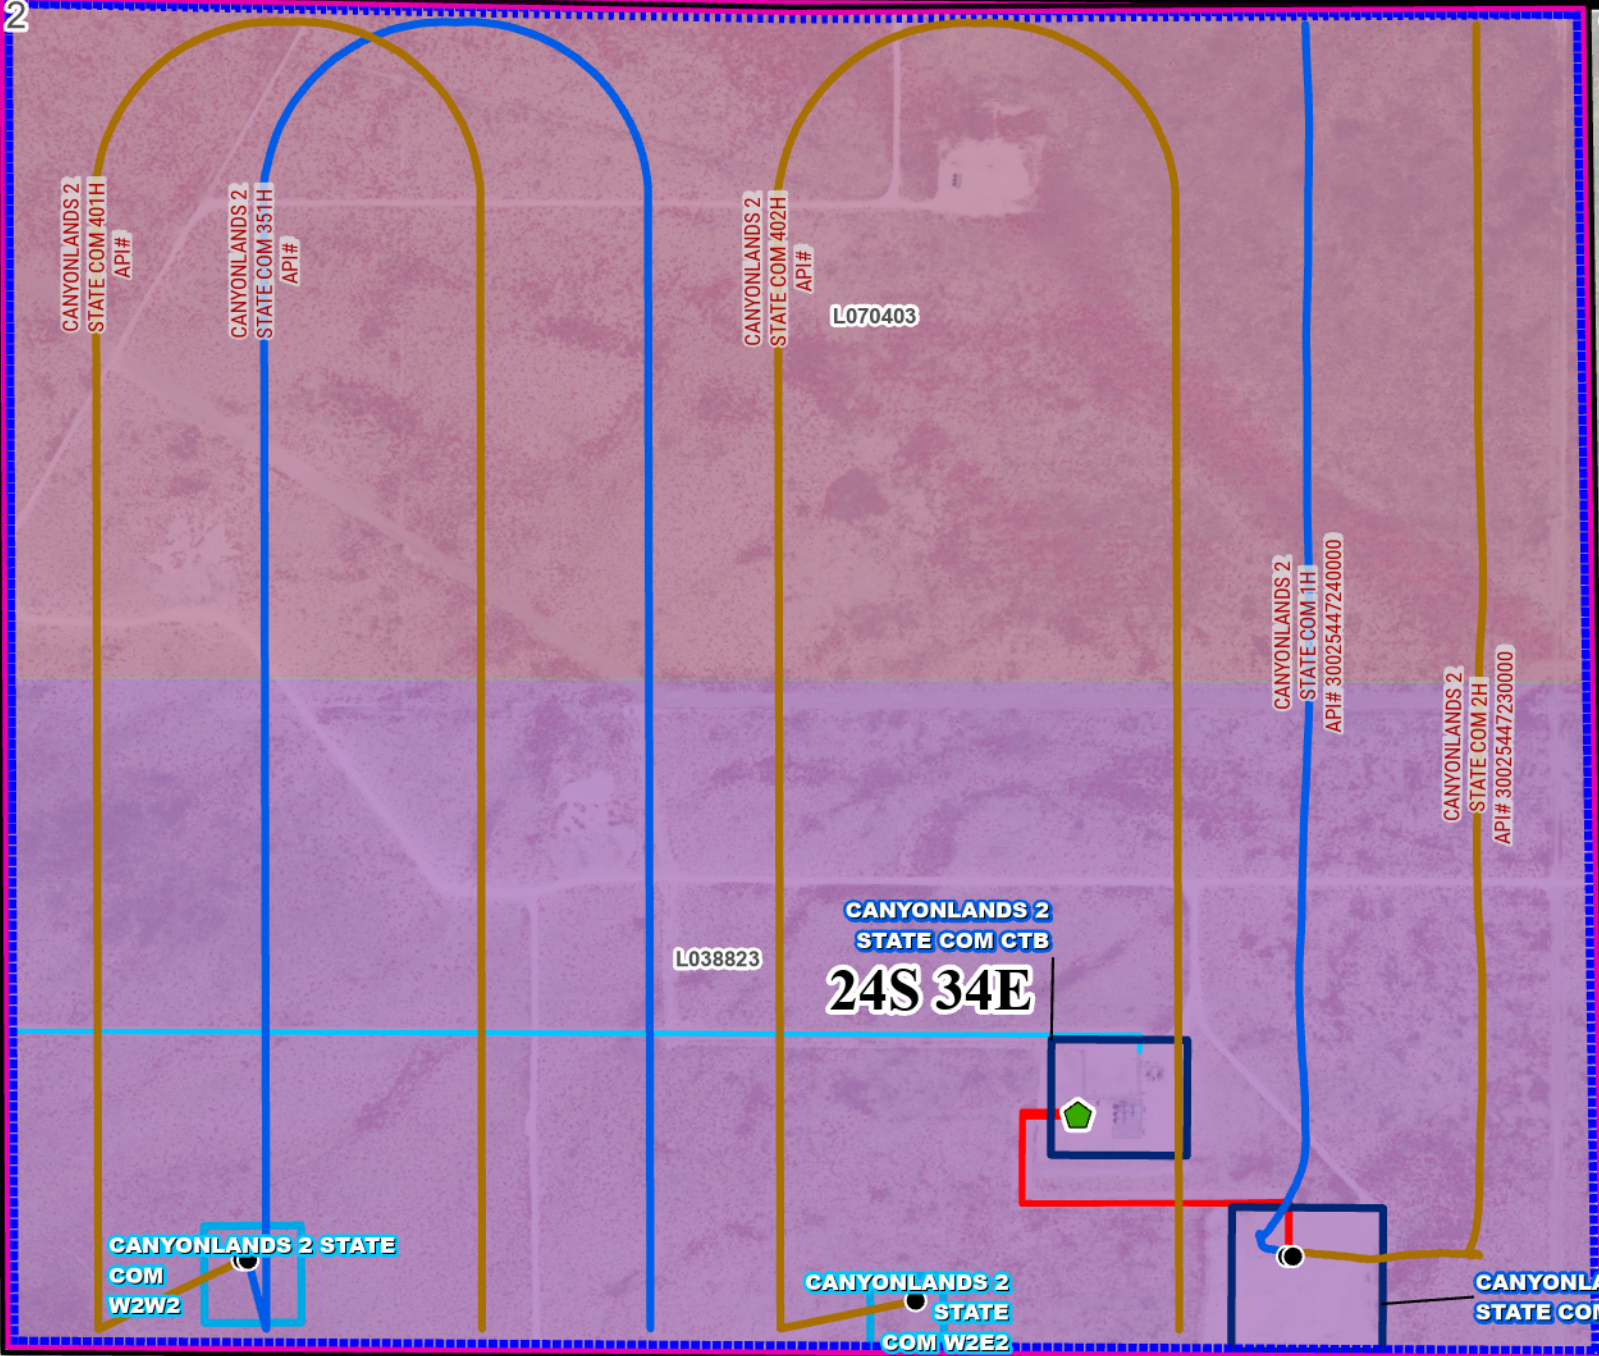 2
CANYONLANDS 2
STATE COM 401H
API#
CANYONLANDS 2
STATE COM 351H
API#
CANYONLANDS 2
STATE COM 402H
API#
L070403
CANYONLANDS 2
STATE COM 1H
API# 30025447240000
CANYONLANDS 2
STATE COM 2H
API# 30025447230000
CANYONLANDS 2
STATE COM CTB
L038823
24S 34E
CANYONLANDS 2 STATE
COM
W2W2
CANYONLANDS 2
STATE
COM W2E2
CANYONLA
STATE COM